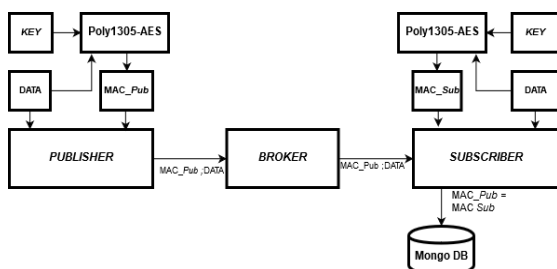 KEY
Poly1305-AES
DATA
MAC_Pub
PUBLISHER
MAC_Pub ;DATA
BROKER
MAC_Pub ;DATA
Poly1305-AES
KEY
MAC_Sub
DATA
SUBSCRIBER
MAC_Pub =
MAC Sub
Mongo DB